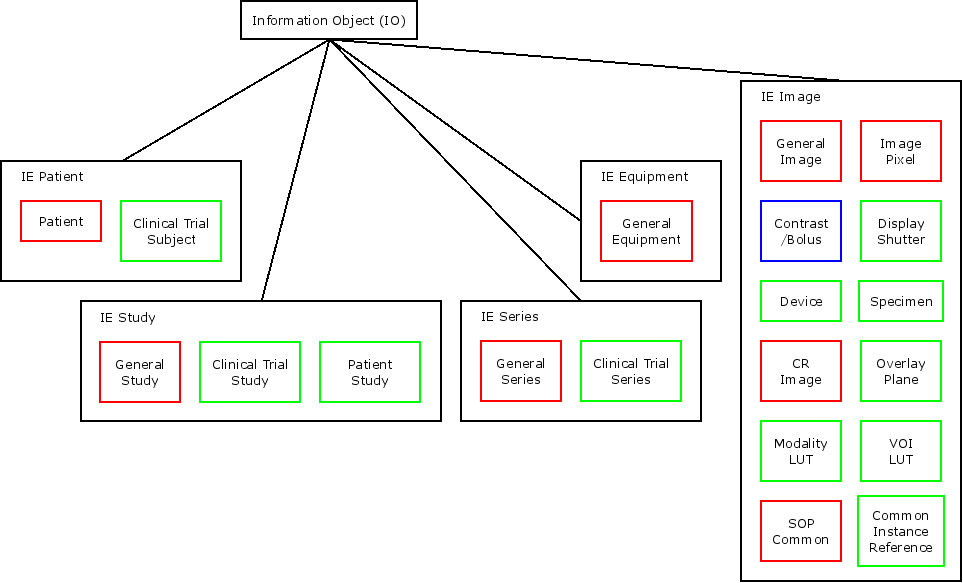 Information Object (IO)
IE Patient
Patient
Clinical Trial
Subject
IE Study
General
Study
Clinical Trial
Study
Patient
Study
IE Series
General
Series
Clinical Trial
Series
IE Equipment
General
Equipment
IE Image
General
Image
Image
Pixel
Contrast
/Bolus
Display
Shutter
Device
Specimen
CR
Image
Overlay
Plane
Modality
LUT
VOI
LUT
SOP
Common
Common
Instance
Reference